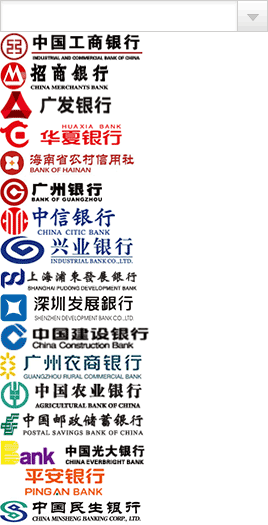 中国工商银行
INDUSTRIAL AND COMMERCIAL BANK OF CHINA
招商银行
CHINA MERCHANTS BANK
广发银行
HUAXIA BANK
华夏银行
海南省农村信用社
BANK OF HAINAN
广州银行
BANK OF GUANGZHOU
中信银行
CHINA CITIC BANK
兴业银行
INDUSTRIAL BANK CO.,LTD.
上海浦東發展銀行
SHANGHAI PUDONG DEVELOPMENT BANK
深圳发展銀行
SHENZHEN DEVELOPMENT BANK CO.,LTD.
中国建设银行
China Construction Bank
广州农商银行
GUANGZHOU RURAL COMMERCIAL BANK
中国农业银行
AGRICULTURAL BANK OF CHINA
中国邮政储蓄银行
POSTAL SAVINGS BANK OF CHINA
Bank 中国光大银行
CHINA EVERBRIGHT BANK
平安银行
PINGAN BANK
中国民生银行
CHINA MINSHENG BANKING CORP., LTD.